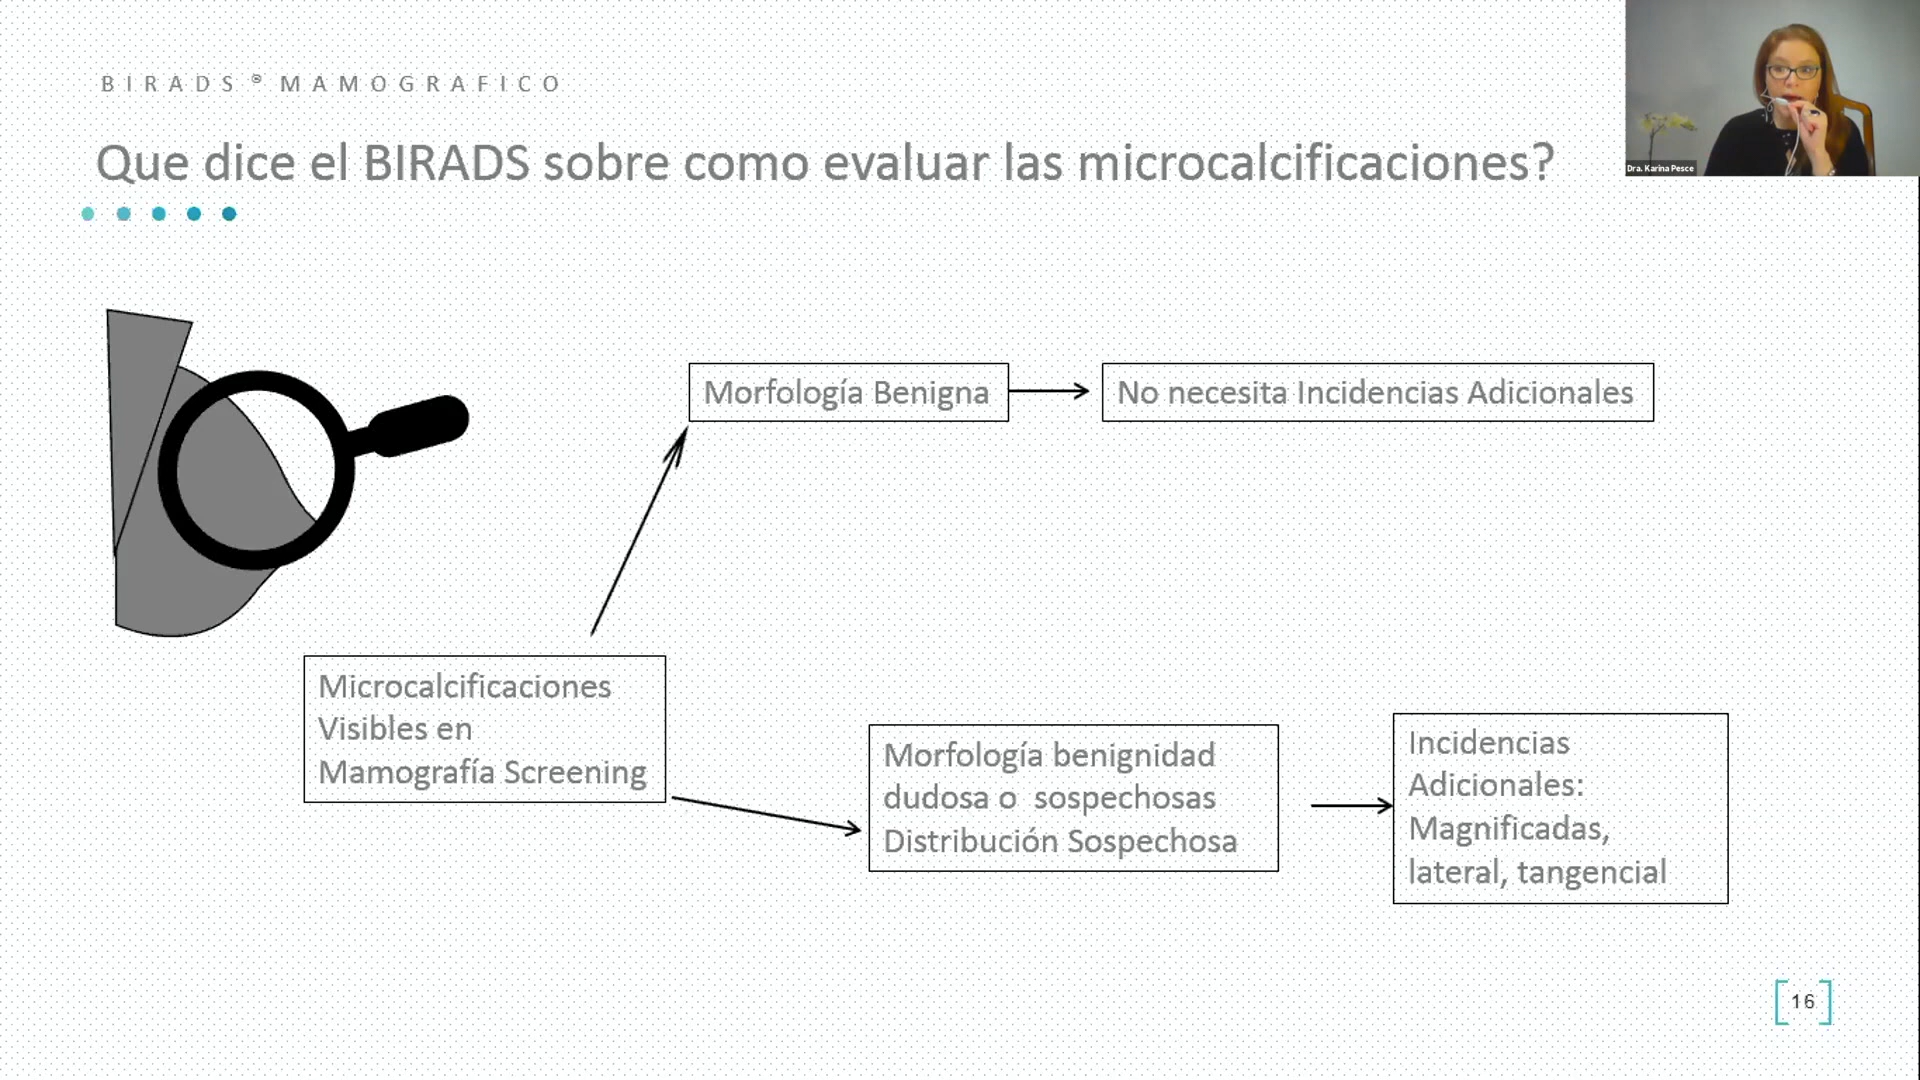 BIRADS® MAMOGRAFICO
Que dice el BIRADS sobre como evaluar las microcalcificaciones?
Dra. Karina Pesce
Morfología Benigna
No necesita Incidencias Adicionales
Microcalcificaciones
Visibles en
Mamografía Screening
Morfología benignidad
dudosa o  sospechosas
Distribución Sospechosa
Incidencias
Adicionales:
Magnificadas,
lateral, tangencial
16